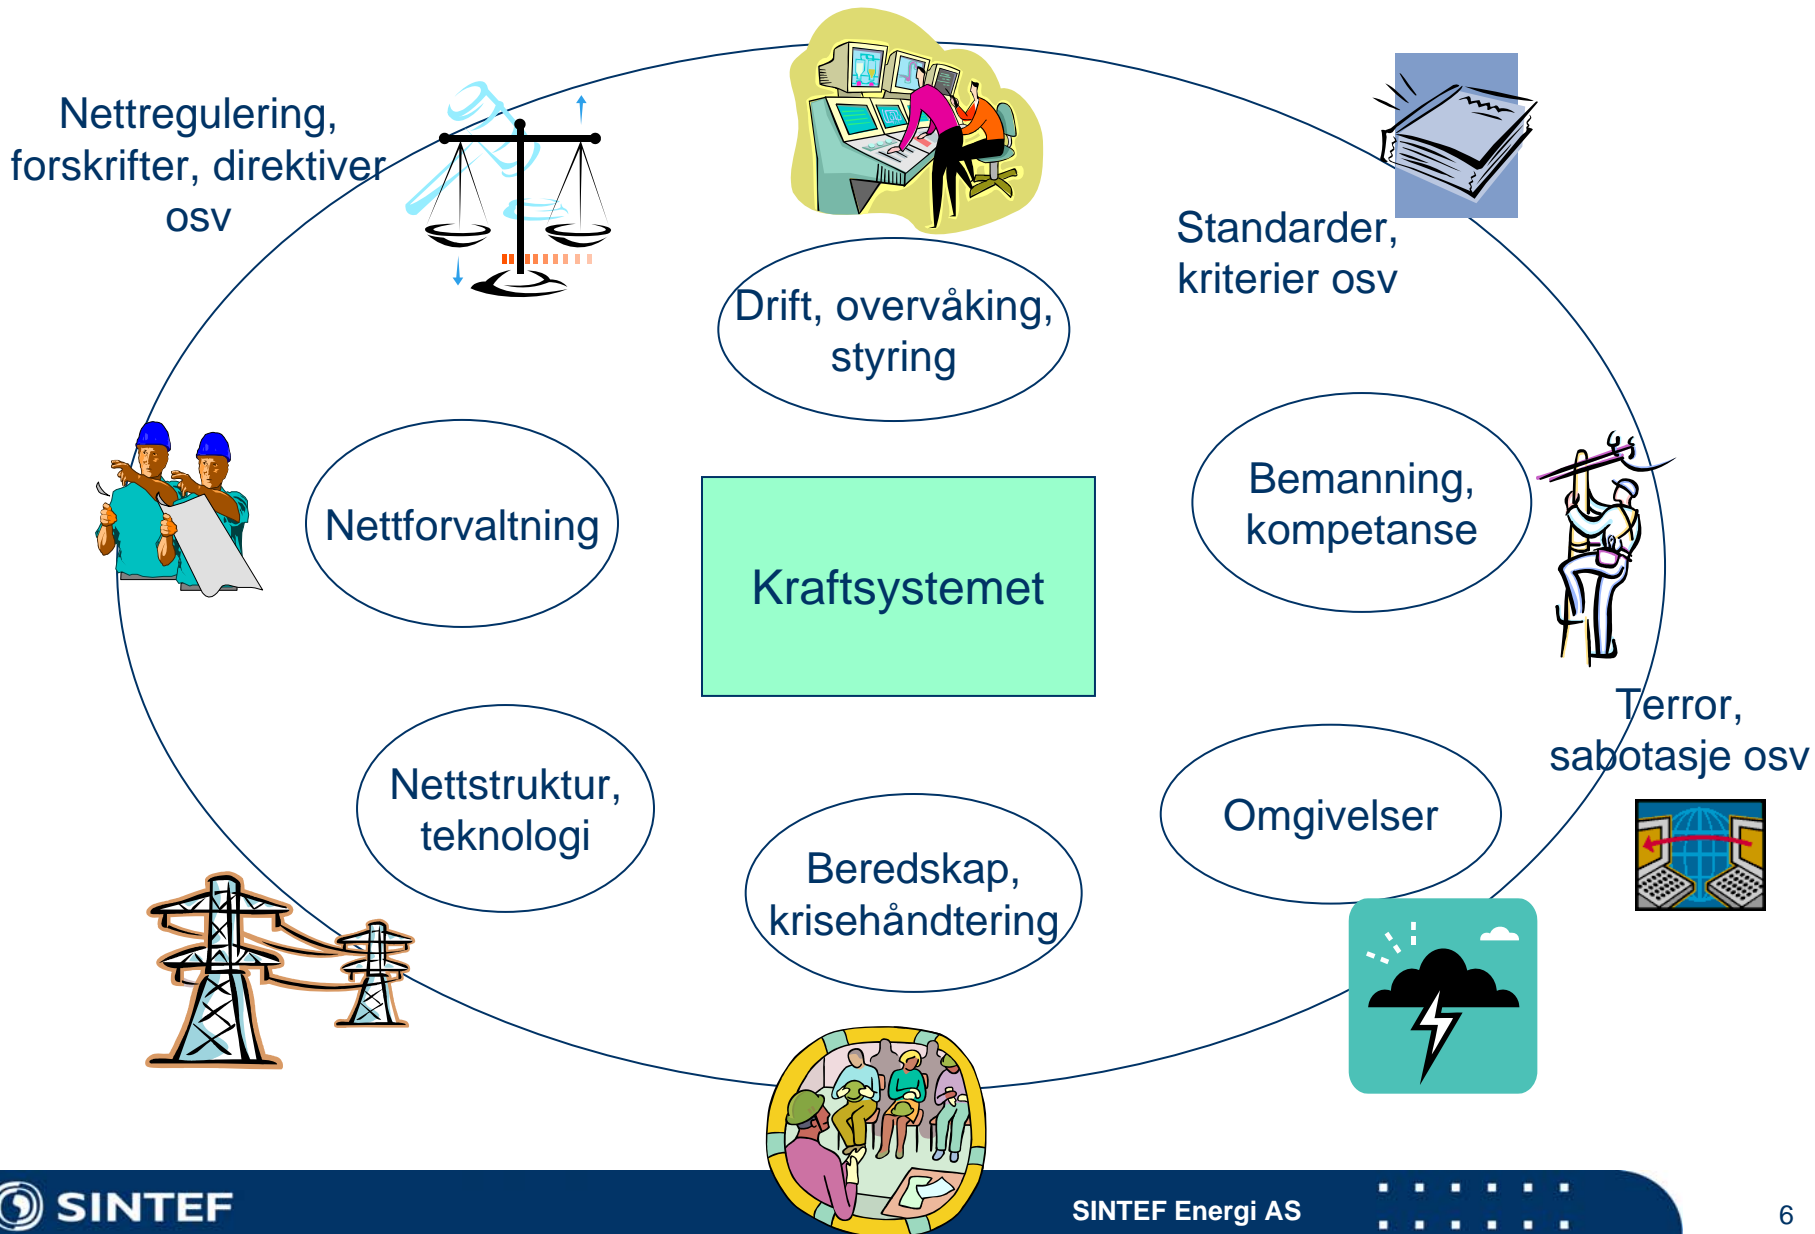 Nettregulering,
forskrifter, direktiver
osv
Standarder,
kriterier osv
Drift, overvåking,
styring
Nettforvaltning
Bemanning,
kompetanse
Kraftsystemet
Terror,
sabotasje osv
Nettstruktur,
teknologi
Omgivelser
Beredskap,
krisehåndtering
SINTEF
SINTEF Energi AS
6